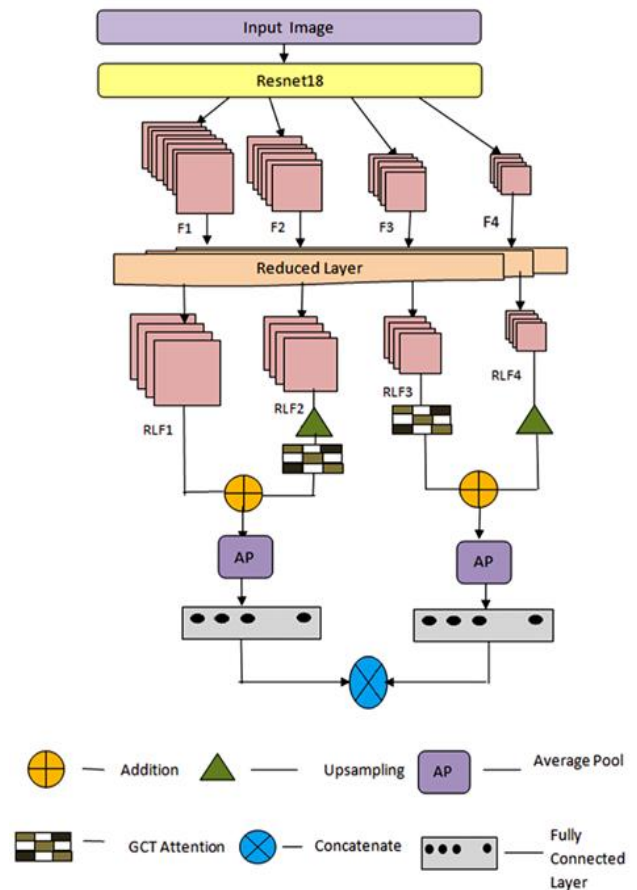 Input Image
Resnet18
F1
F2
F3
F4
Reduced Layer
RLF1
RLF2
RLF3
RLF4
AP
AP
Addition
Upsampling
AP
Average Pool
GCT Attention
Concatenate
Fully
Connected
Layer